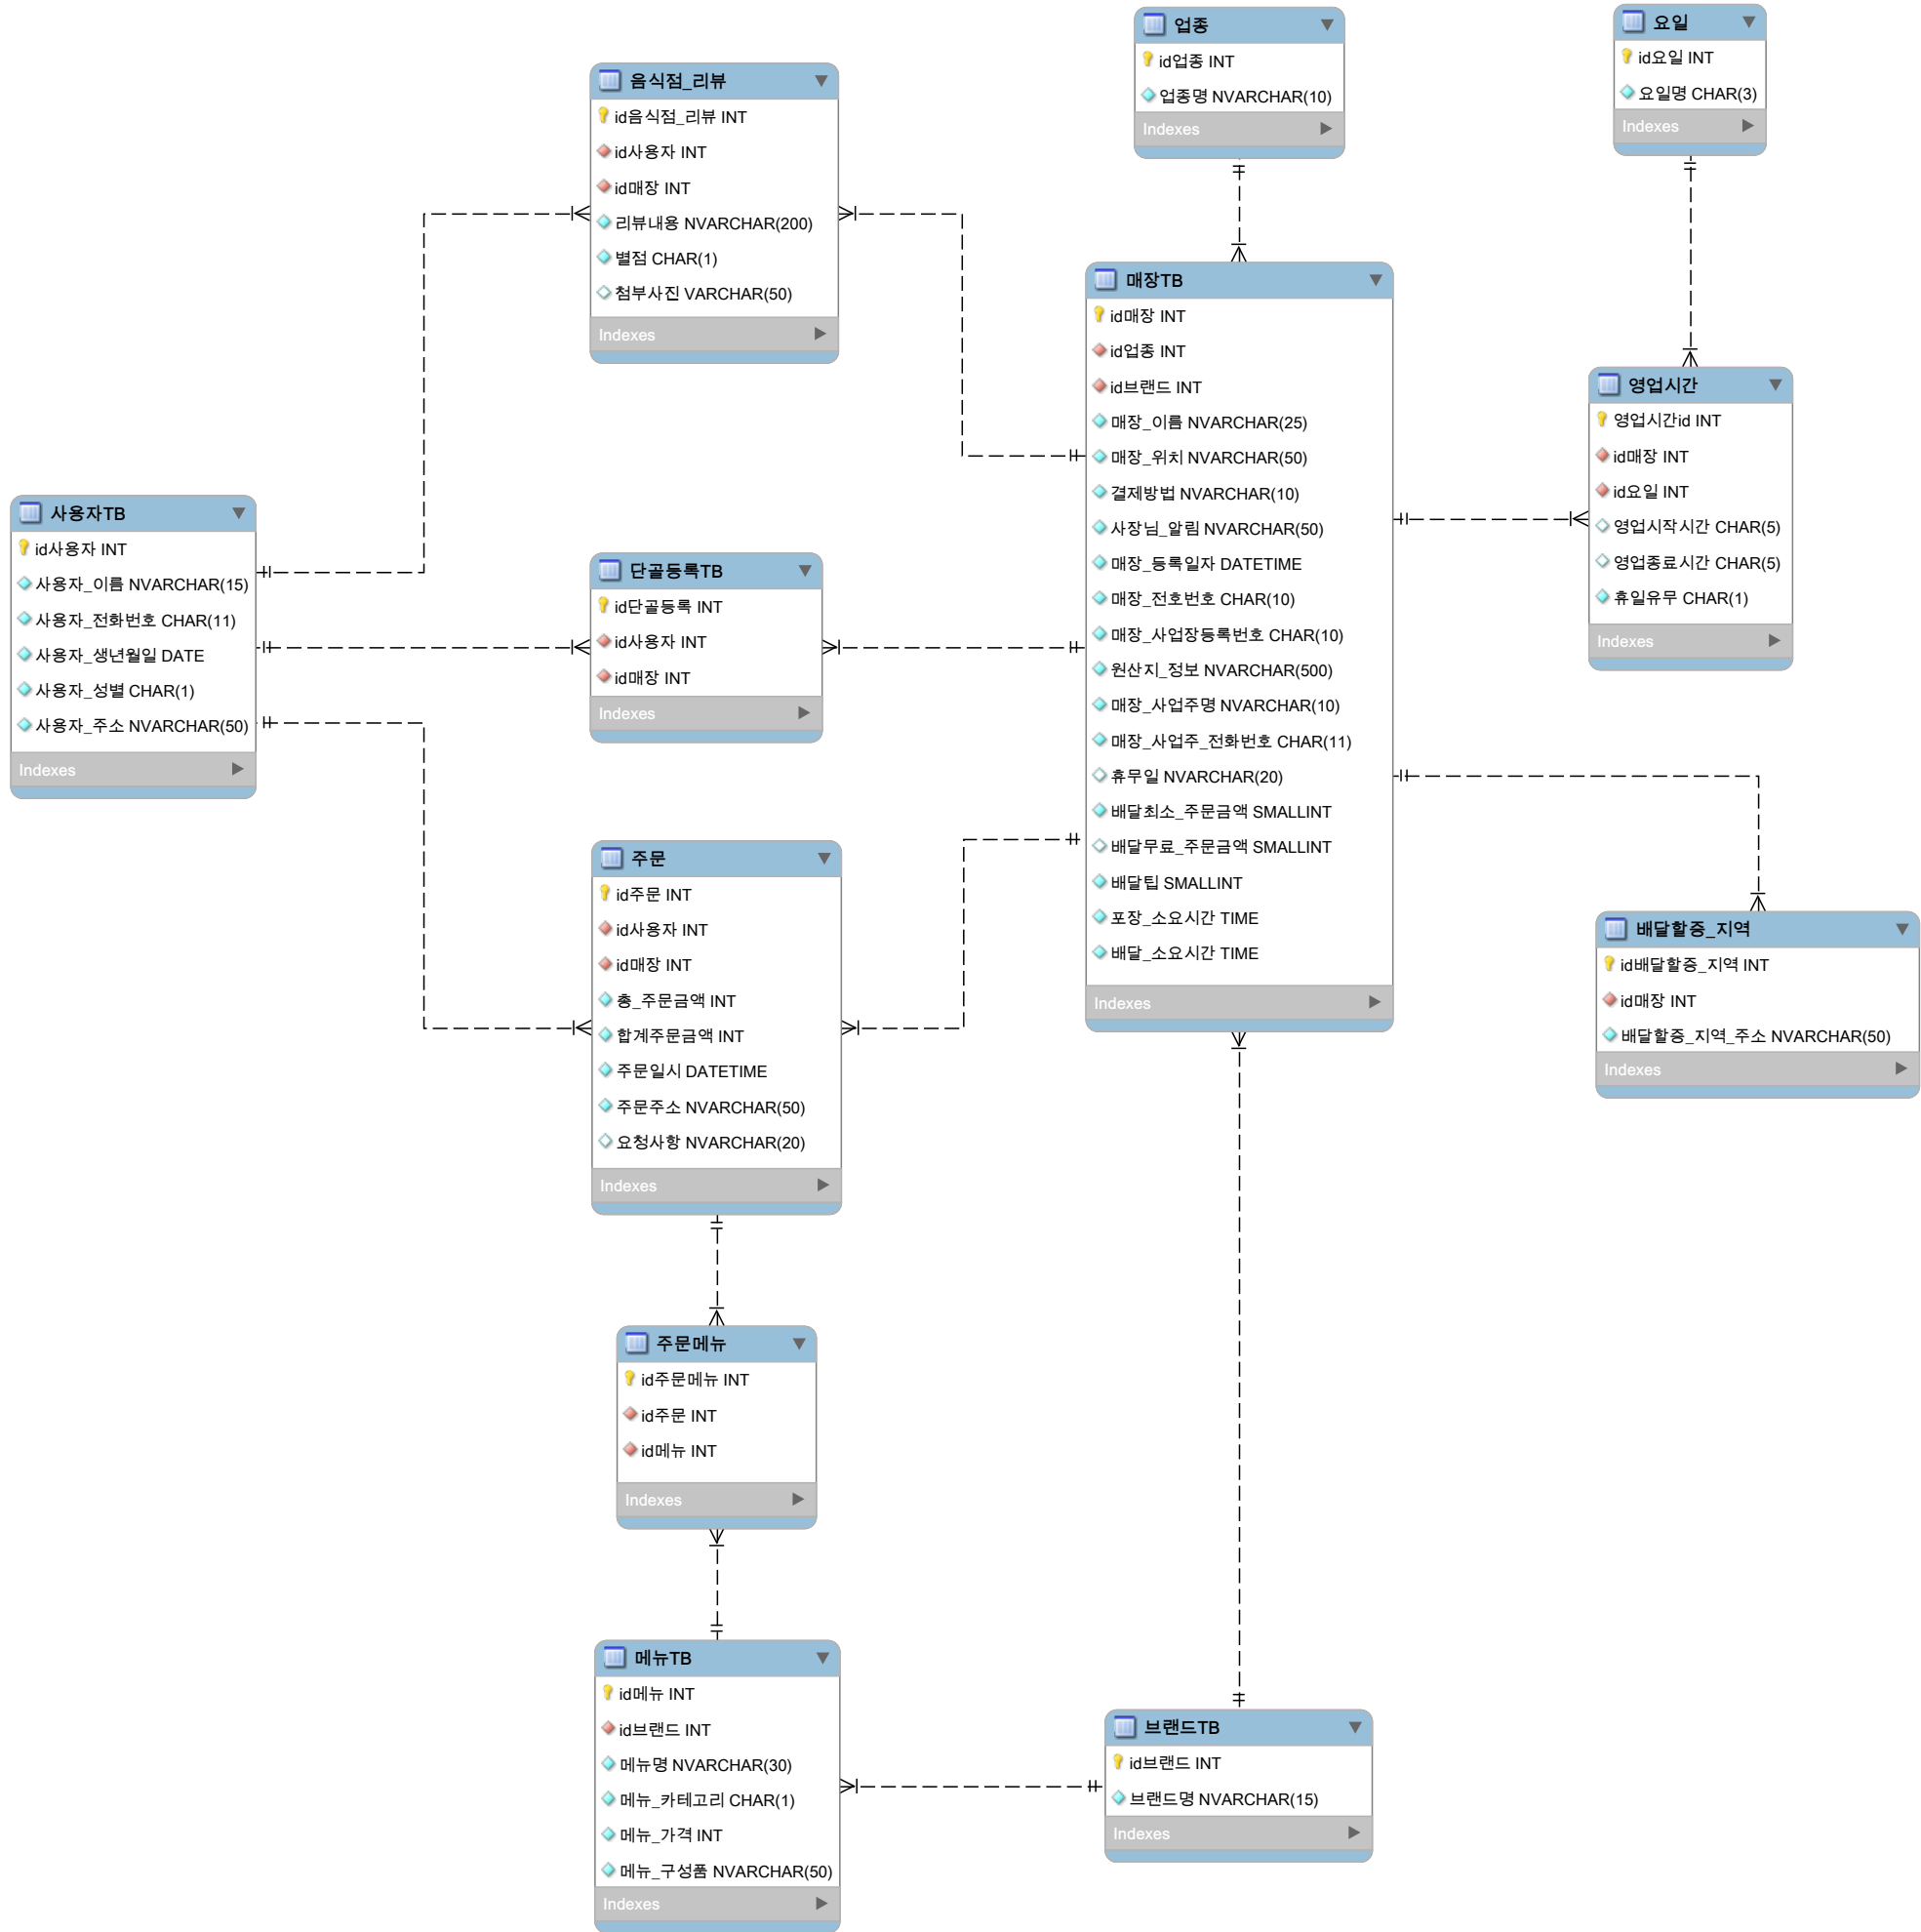 업종
id업종 INT
업종명 NVARCHAR(10)
Indexes
요일
id요일 INT
요일명 CHAR(3)
Indexes
음식점_리뷰
id음식점_리뷰 INT
id사용자 INT
id매장 INT
리뷰내용 NVARCHAR(200)
별점 CHAR(1)
첨부사진 VARCHAR(50)
Indexes
매장TB
id매장 INT
id업종 INT
id브랜드 INT
매장_이름 NVARCHAR(25)
매장_위치 NVARCHAR(50)
결제방법 NVARCHAR(10)
사장님_알림 NVARCHAR(50)
매장_등록일자 DATETIME
매장_전호번호 CHAR(10)
매장_사업장등록번호 CHAR(10)
원산지_정보 NVARCHAR(500)
매장_사업주명 NVARCHAR(10)
매장_사업주_전화번호 CHAR(11)
휴무일 NVARCHAR(20)
배달최소_주문금액 SMALLINT
배달무료_주문금액 SMALLINT
배달팁 SMALLINT
포장_소요시간 TIME
배달_소요시간 TIME
Indexes
영업시간
영업시간id INT
id매장 INT
id요일 INT
영업시작시간 CHAR(5)
영업종료시간 CHAR(5)
휴일유무 CHAR(1)
Indexes
사용자TB
id사용자 INT
사용자_이름 NVARCHAR(15)
사용자_전화번호 CHAR(11)
사용자_생년월일 DATE
사용자_성별 CHAR(1)
사용자_주소 NVARCHAR(50)
Indexes
단골등록TB
id단골등록 INT
id사용자 INT
id매장 INT
Indexes
주문
id주문 INT
id사용자 INT
id매장 INT
총_주문금액 INT
합계주문금액 INT
주문일시 DATETIME
주문주소 NVARCHAR(50)
요청사항 NVARCHAR(20)
Indexes
배달할증_지역
id배달할증_지역 INT
id매장 INT
배달할증_지역_주소 NVARCHAR(50)
Indexes
주문메뉴
id주문메뉴 INT
id주문 INT
id메뉴 INT
Indexes
메뉴TB
id메뉴 INT
id브랜드 INT
메뉴명 NVARCHAR(30)
메뉴_카테고리 CHAR(1)
메뉴_가격 INT
메뉴_구성품 NVARCHAR(50)
Indexes
브랜드TB
id브랜드 INT
브랜드명 NVARCHAR(15)
Indexes